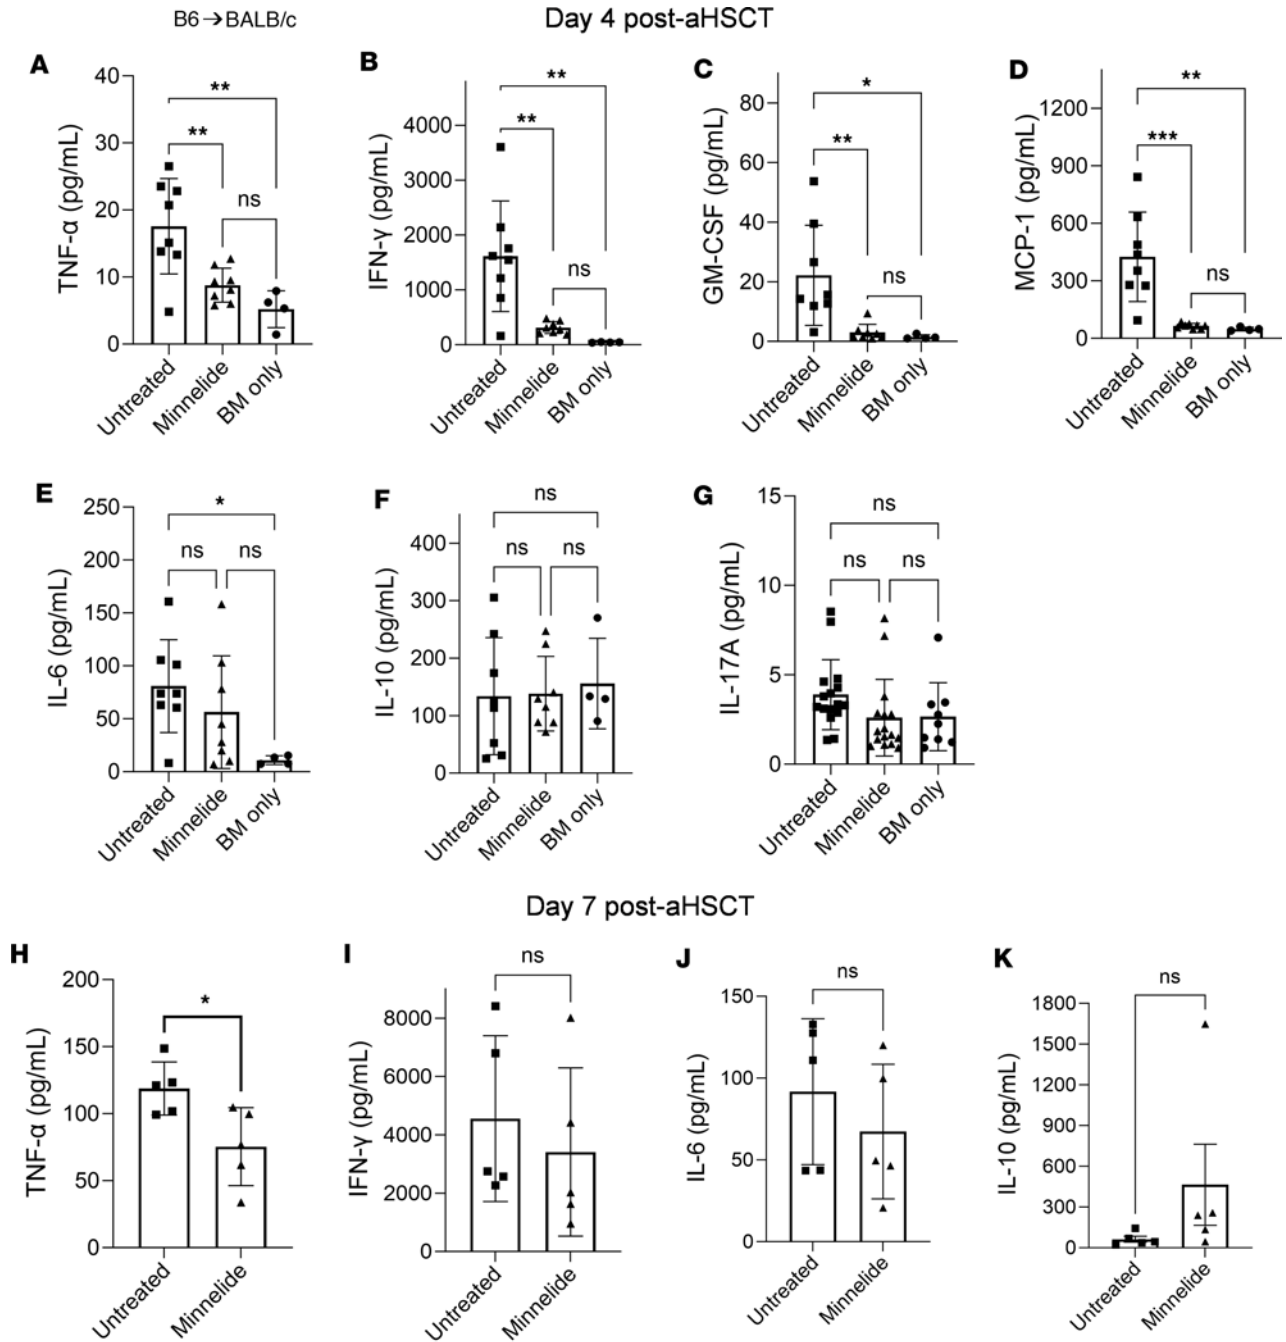 B6→BALB/c
Day 4 post-aHSCT
A
TNF-α (pg/mL)
40
30
20
10
0
**
**
ns
Untreated
Minnelide
BM only
B
IFN-γ (pg/mL)
4000
3000
2000
1000
0
**
**
ns
Untreated
Minnelide
BM only
C
GM-CSF (pg/mL)
80
60
40
20
0
*
**
ns
Untreated
Minnelide
BM only
D
MCP-1 (pg/mL)
1200
900
600
300
0
**
***
ns
Untreated
Minnelide
BM only
E
IL-6 (pg/mL)
250
200
150
100
50
0
*
ns
ns
Untreated
Minnelide
BM only
F
IL-10 (pg/mL)
400
300
200
100
0
ns
ns
ns
Untreated
Minnelide
BM only
G
IL-17A (pg/mL)
15
10
5
0
ns
ns
ns
Untreated
Minnelide
BM only
Day 7 post-aHSCT
H
TNF-α (pg/mL)
200
150
100
50
0
*
Untreated
Minnelide
I
IFN-γ (pg/mL)
8000
6000
4000
2000
0
ns
Untreated
Minnelide
J
IL-6 (pg/mL)
150
100
50
0
ns
Untreated
Minnelide
K
IL-10 (pg/mL)
1800
1500
1200
900
600
300
0
ns
Untreated
Minnelide